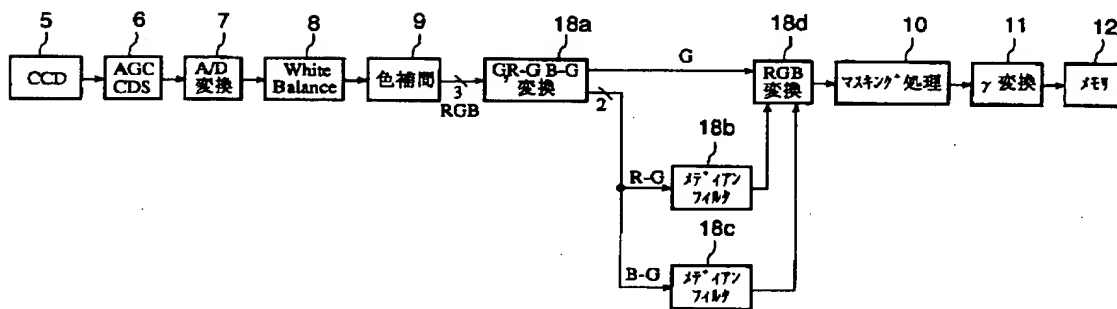 5
6
7
8
9
18a
18d
10
11
12
CCD
AGC
CDS
A/D
変換
White
Balance
色補間
3
RGB
G,R-G B-G
変換
2
G
RGB
変換
マスキング処理
γ変換
メモリ
18b
R-G
メディアン
フィルタ
18c
B-G
メディアン
フィルタ